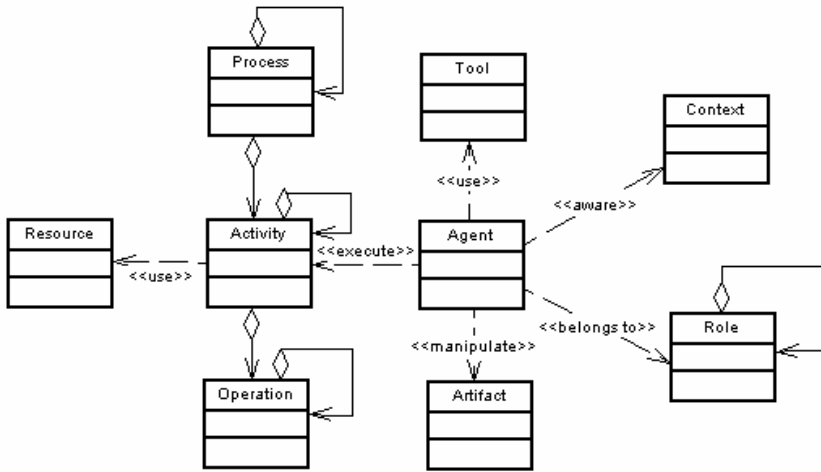 Process
Tool
Context
<<use>>
<<aware>>
Resource
Activity
Agent
<<execute>>
<<use>>
<<belongs to>>
Role
<<manipulate>>
Operation
Artifact